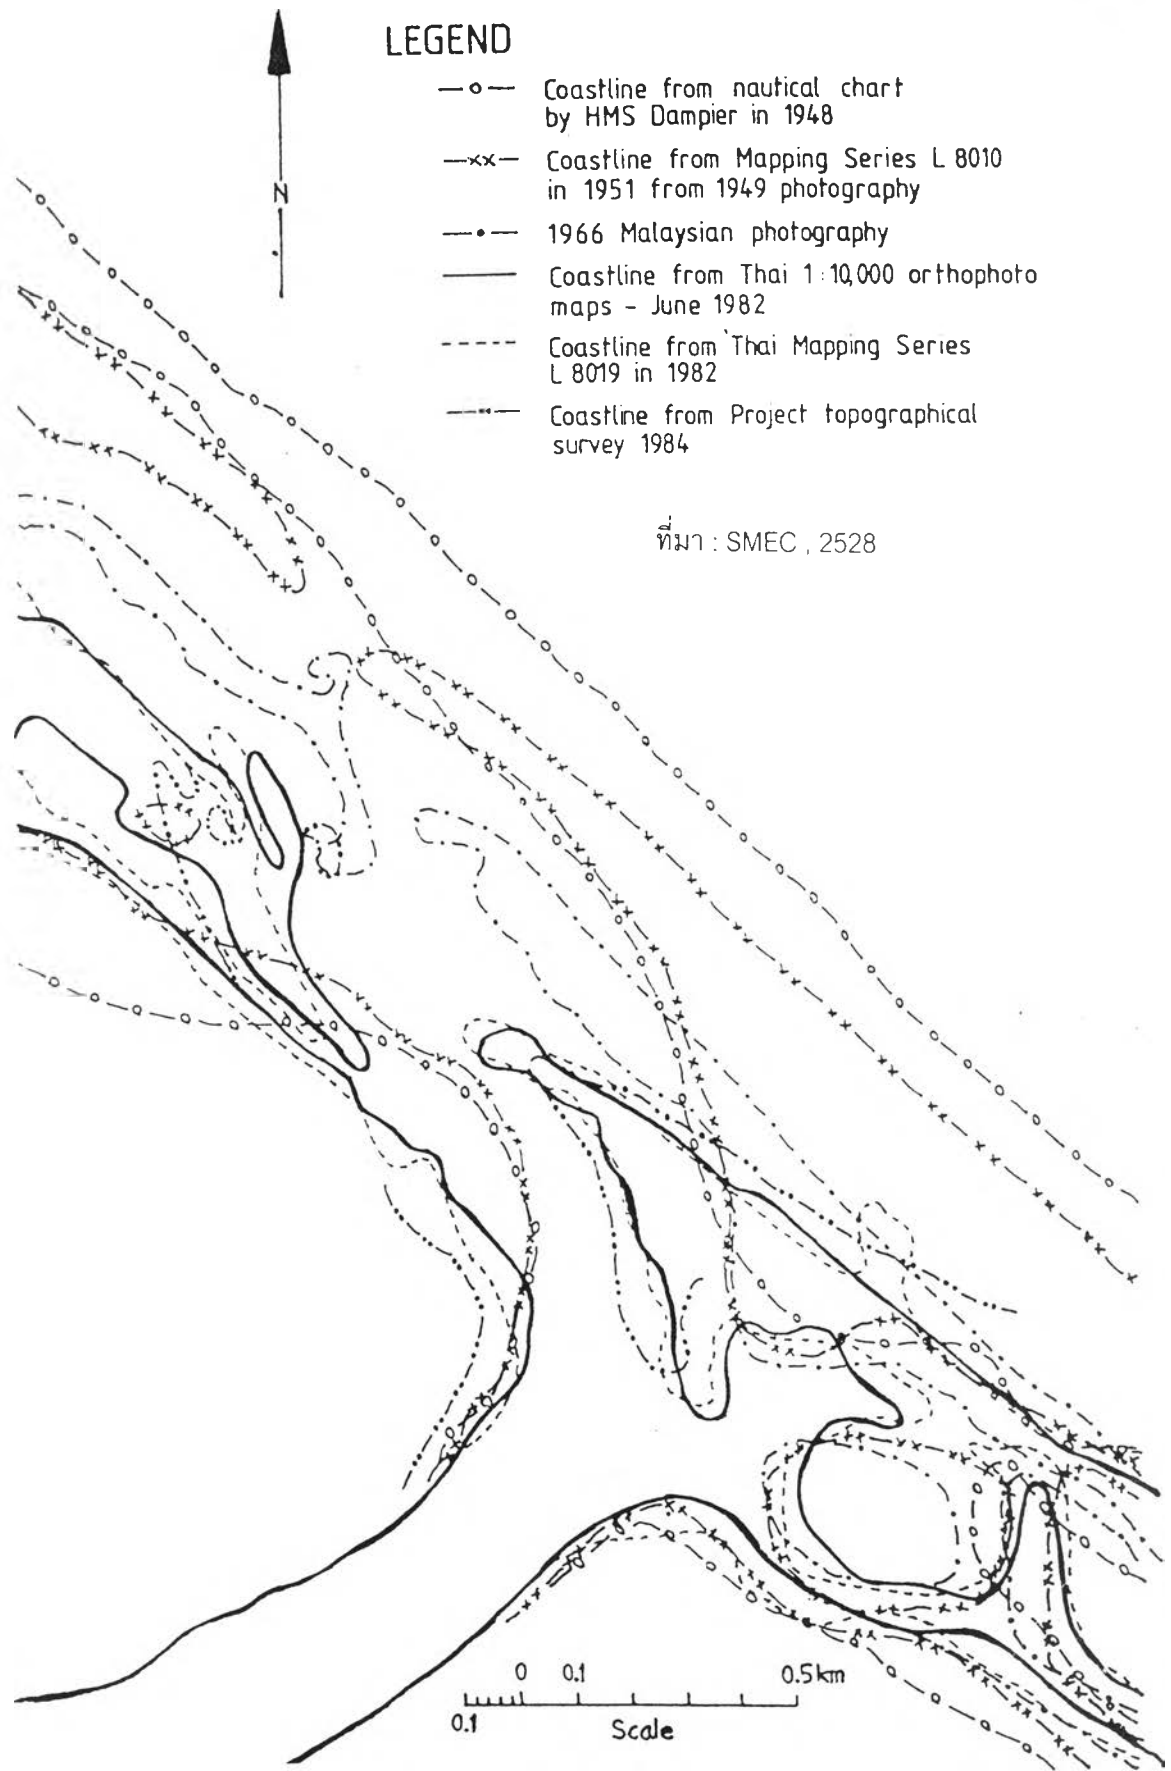 LEGEND
Coastline from nautical chart
by HMS Dampier in 1948
Coastline from Mapping Series L 8010
in 1951 from 1949 photography
N
1966 Malaysian photography
Coastline from Thai 1:10,000 orthophoto
maps - June 1982
Coastline from Thai Mapping Series
L 8019 in 1982
Coastline from Project topographical
survey 1984
ที่มา : SMEC , 2528
0 0.1 0.5 km
0.1
Scale